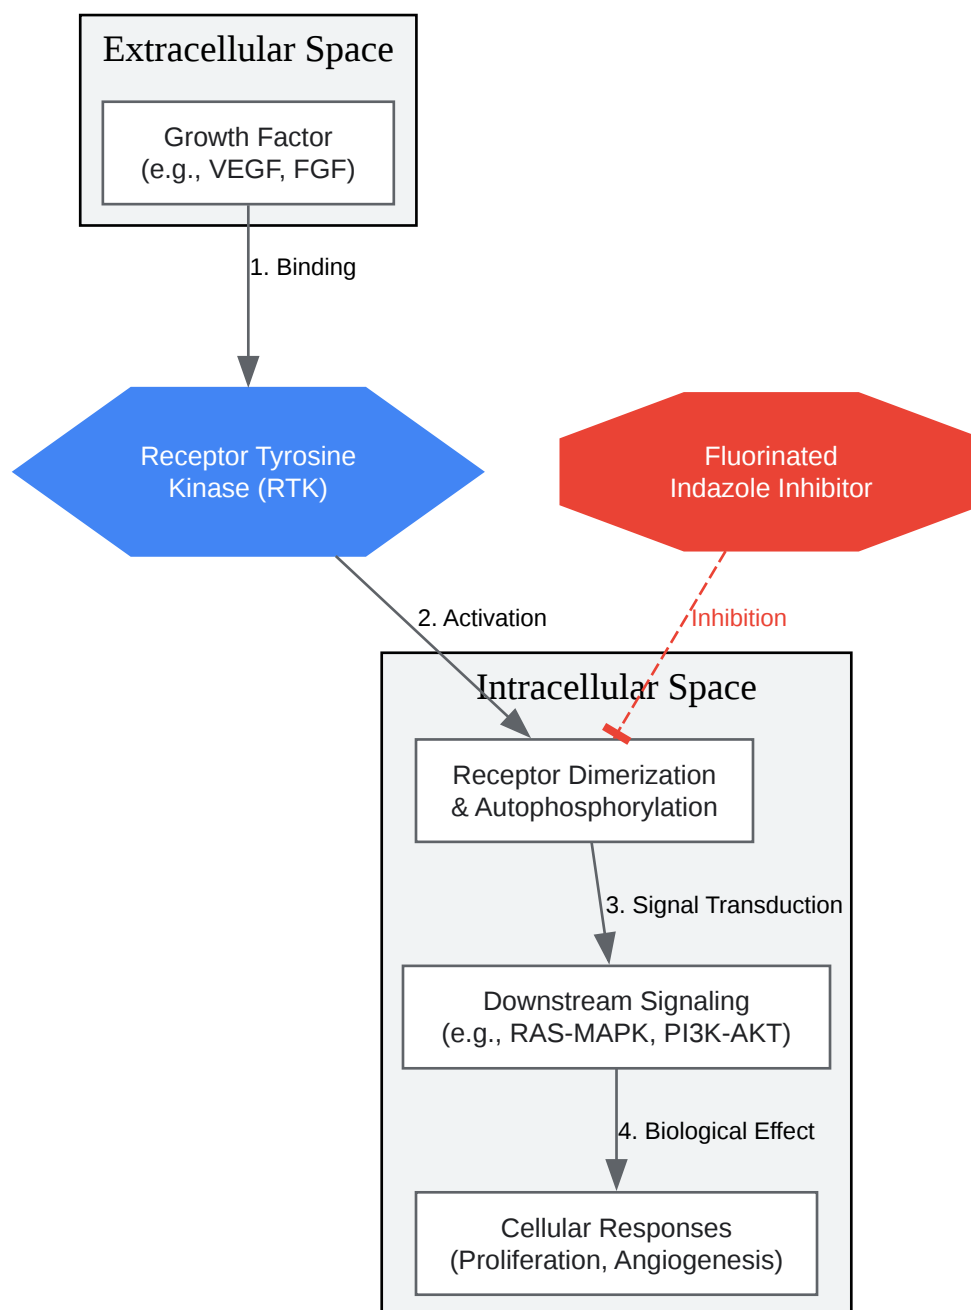 Extracellular Space
Growth Factor
(e.g., VEGF, FGF)
1. Binding
Receptor Tyrosine
Kinase (RTK)
Fluorinated
Indazole Inhibitor
2. Activation
Inhibition
Intracellular Space
Receptor Dimerization
& Autophosphorylation
3. Signal Transduction
Downstream Signaling
(e.g., RAS-MAPK, PI3K-AKT)
4. Biological Effect
Cellular Responses
(Proliferation, Angiogenesis)